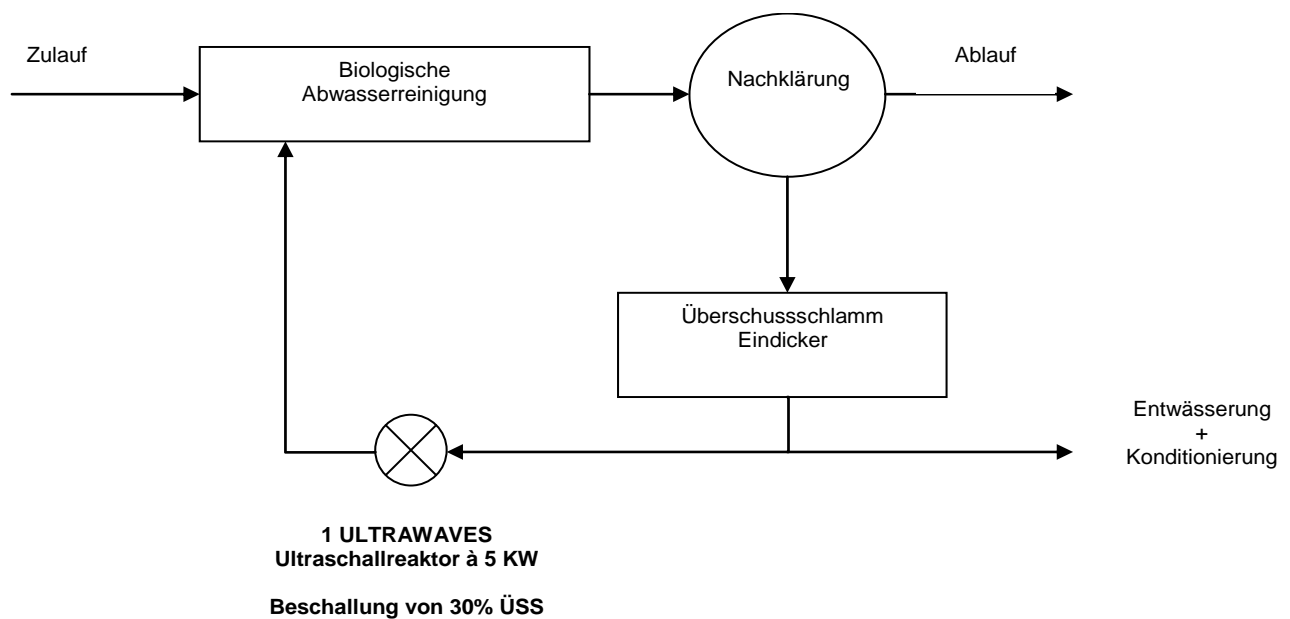 Zulauf
Biologische
Abwasserreinigung
Nachklärung
Ablauf
Überschussschlamm
Eindicker
Entwässerung
+
Konditionierung
1 ULTRAWAVES
Ultraschallreaktor à 5 KW
Beschallung von 30% ÜSS